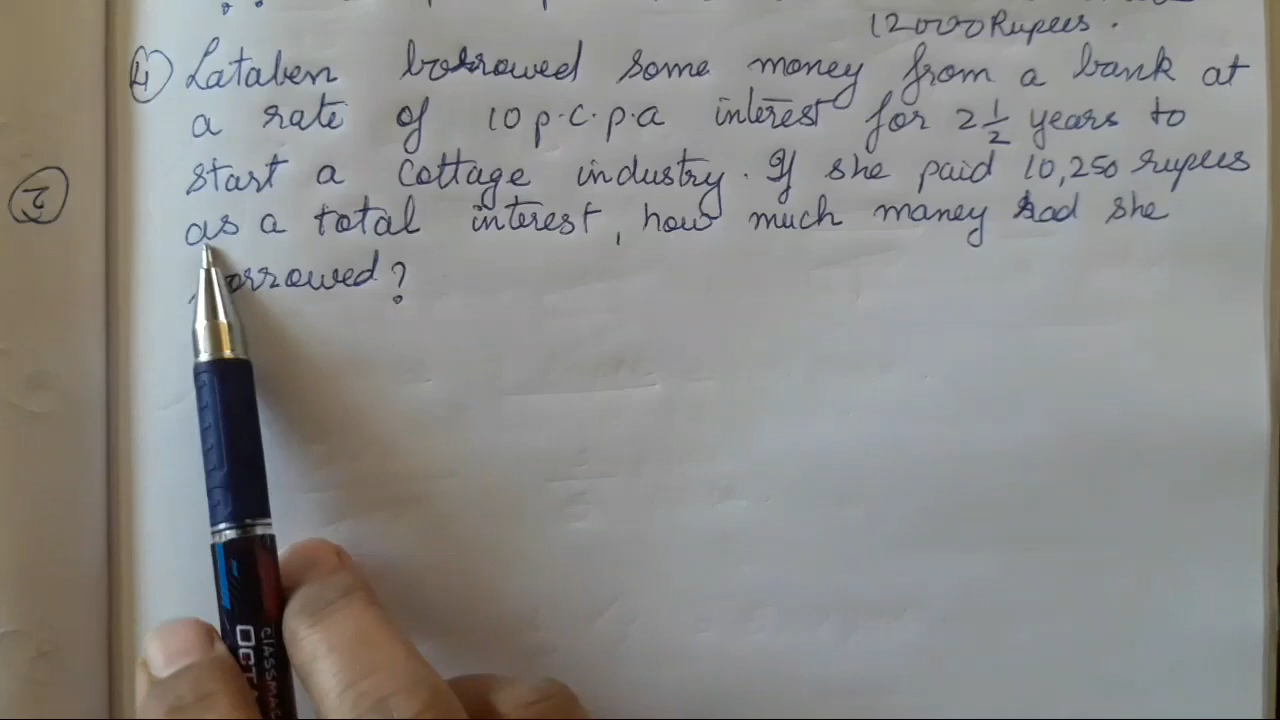 12000 Rupees.
4 Lataben borrowed some money from a bank at
a rate of 10 p.c.p.a interest for 2 1/2 years to
start a cottage industry. If she paid 10,250 rupees
as a total interest, how much money had she
borrowed?
CLASSMA
OCT